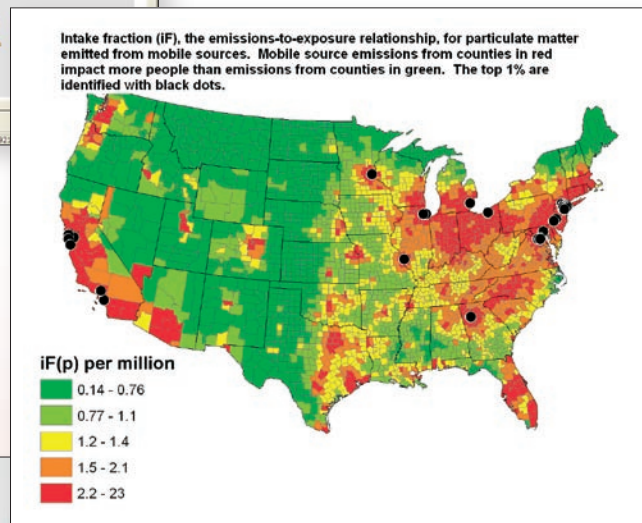 Intake fraction (iF), the emissions-to-exposure relationship, for particulate matter
emitted from mobile sources.  Mobile source emissions from counties in red
impact more people than emissions from counties in green.  The top 1% are
identified with black dots.
iF(p) per million
0.14 - 0.76
0.77 - 1.1
1.2 - 1.4
1.5 - 2.1
2.2 - 23